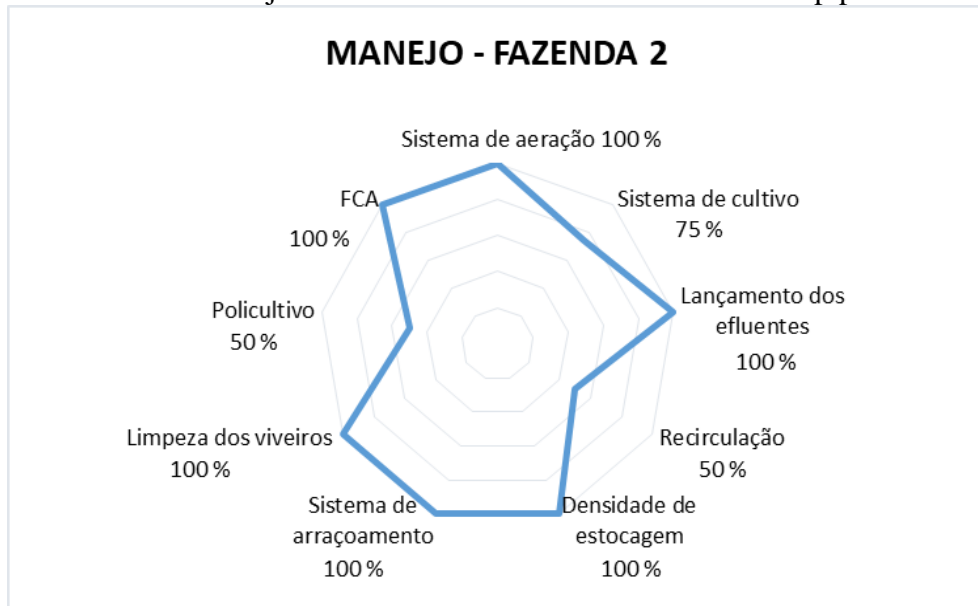 MANEJO - FAZENDA 2
Sistema de aeração 100 %
Sistema de cultivo
75 %
Lançamento dos
efluentes
100 %
Recirculação
50 %
Densidade de
estocagem
100 %
Sistema de
arraçoamento
100 %
Limpeza dos viveiros
100 %
Policultivo
50 %
FCA
100 %